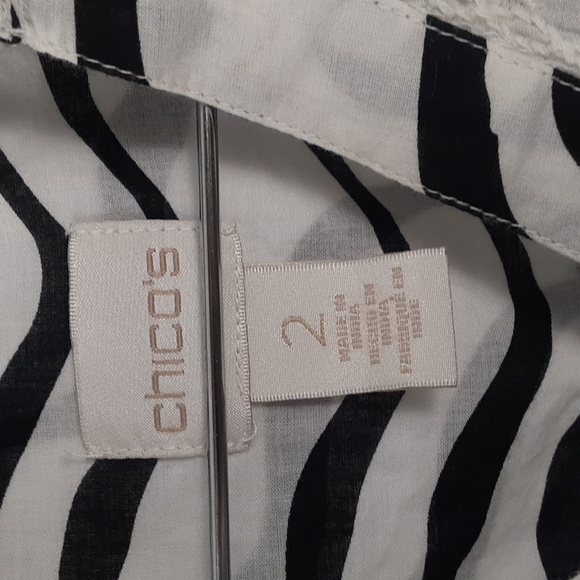 chico's
2
MADE IN
INDIA
HECHO EN
INDIA
FABRIQUÉ EN
INDE